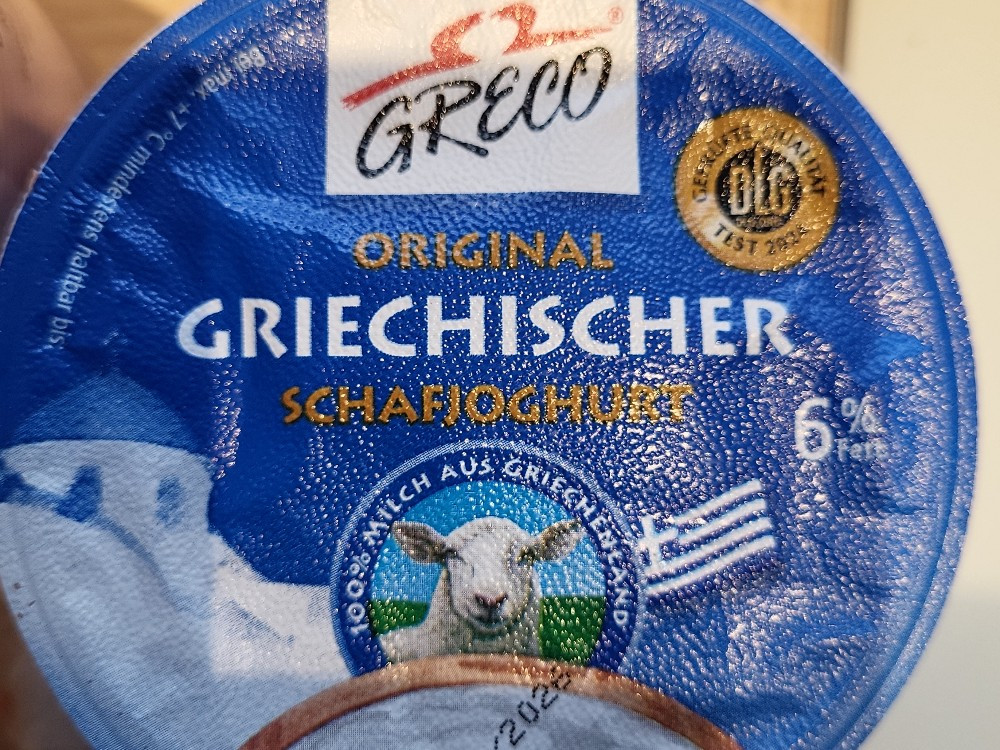 GRECO®
GEPRÜFTE QUALITÄT
DLG
TEST
ORIGINAL
GRIECHISCHER
SCHAFJOGHURT
6% Fett
100% MILCH AUS GRIECHENLAND
Bei max. +7°C mindestens haltbar bis